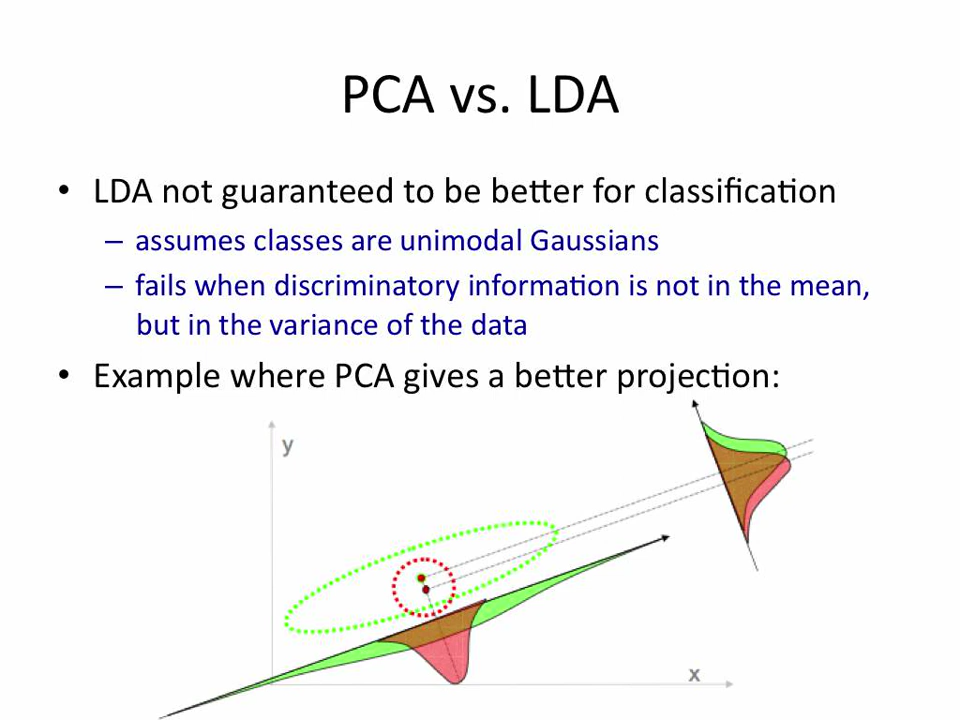 PCA vs. LDA
• LDA not guaranteed to be better for classification
– assumes classes are unimodal Gaussians
– fails when discriminatory information is not in the mean,
but in the variance of the data
• Example where PCA gives a better projection:
y
x